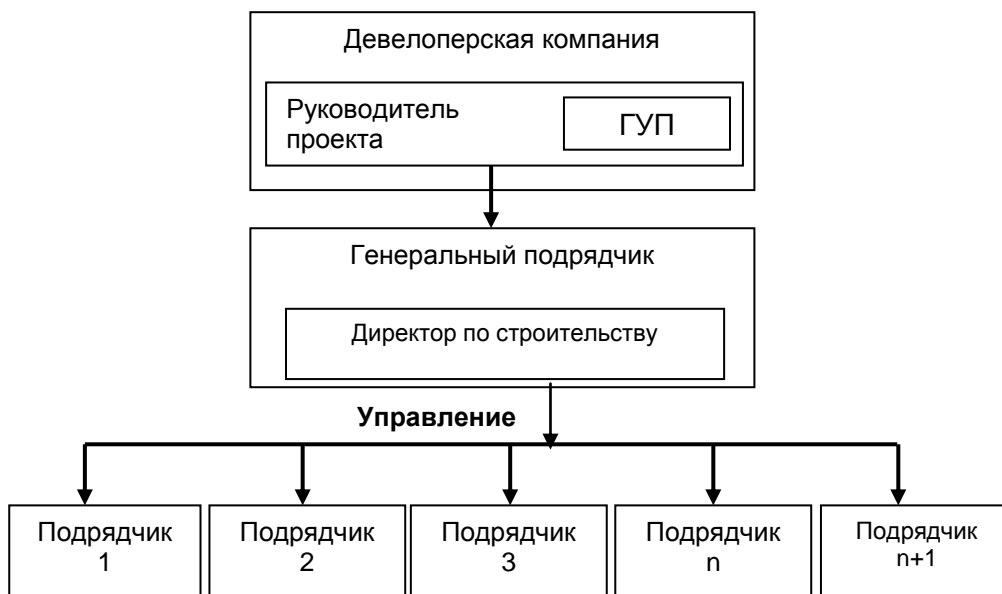 Девелоперская компания
Руководитель
проекта
ГУП
Генеральный подрядчик
Директор по строительству
Управление
Подрядчик
1
Подрядчик
2
Подрядчик
3
Подрядчик
n
Подрядчик
n+1